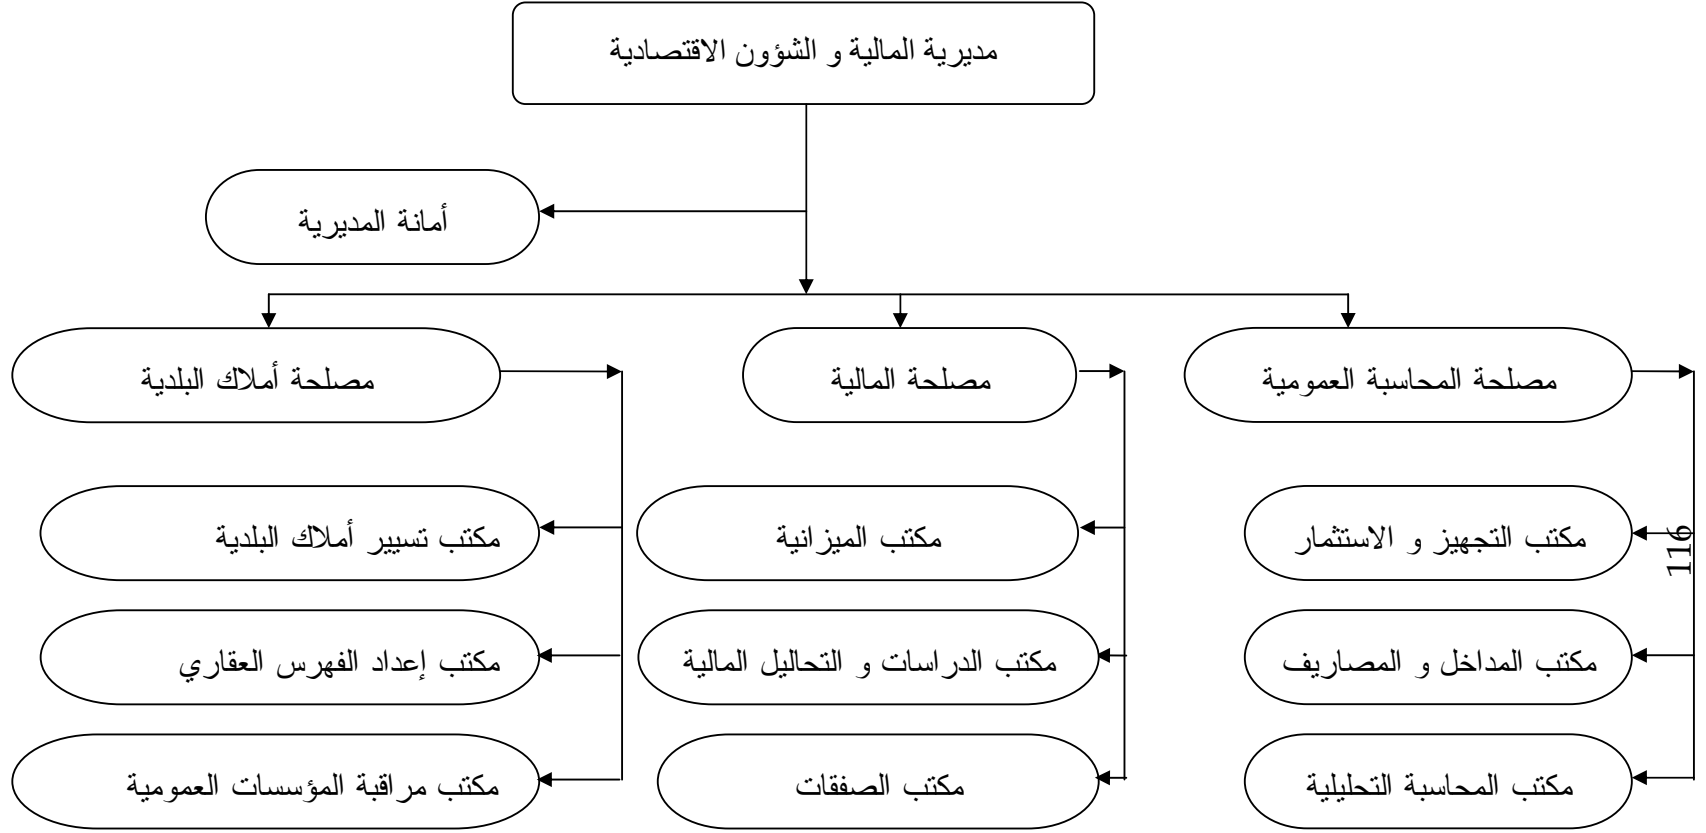 مديرية المالية و الشؤون الاقتصادية
أمانة المديرية
مصلحة المحاسبة العمومية
مصلحة المالية
مصلحة أملاك البلدية
مكتب التجهيز و الاستثمار
مكتب الميزانية
مكتب تسيير أملاك البلدية
مكتب المداخل و المصاريف
مكتب الدراسات و التحاليل المالية
مكتب إعداد الفهرس العقاري
مكتب المحاسبة التحليلية
مكتب الصفقات
مكتب مراقبة المؤسسات العمومية
116